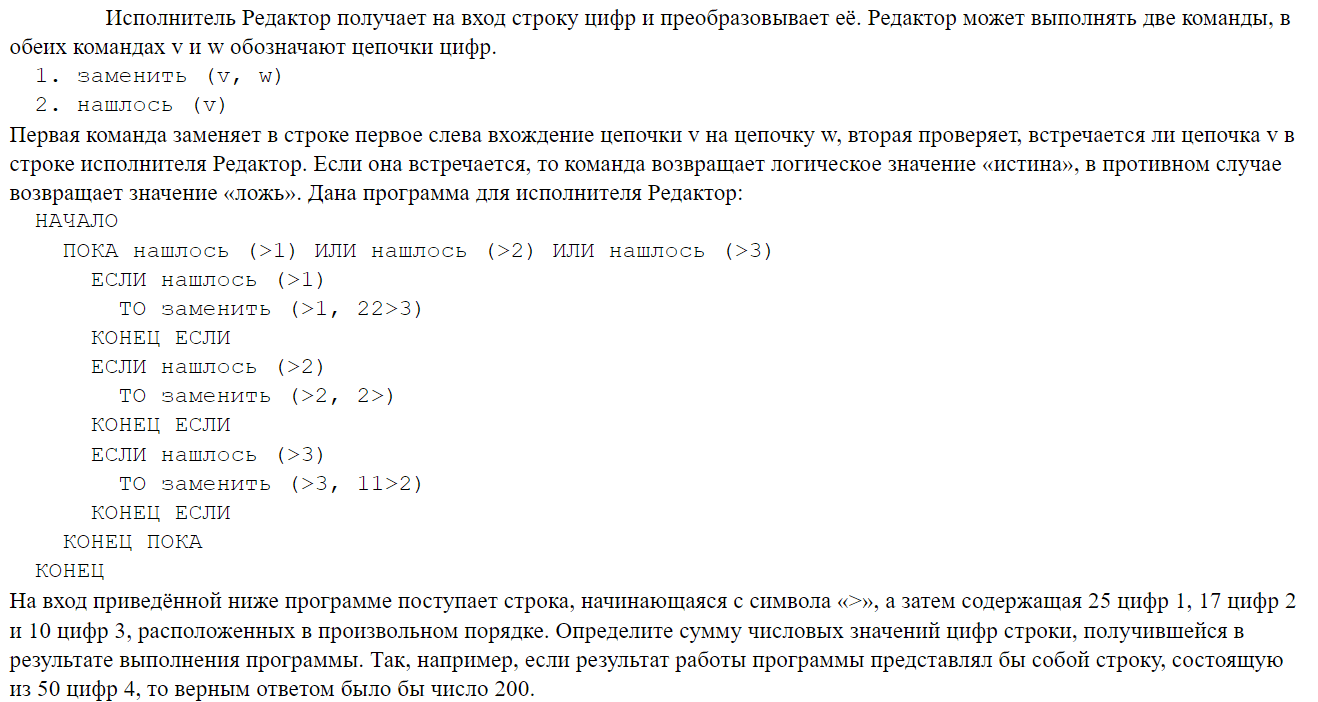 Исполнитель Редактор получает на вход строку цифр и преобразовывает её. Редактор может выполнять две команды, в
обеих командах v и w обозначают цепочки цифр.
1. заменить (v, w)
2. нашлось (v)
Первая команда заменяет в строке первое слева вхождение цепочки v на цепочку w, вторая проверяет, встречается ли цепочка v в
строке исполнителя Редактор. Если она встречается, то команда возвращает логическое значение «истина», в противном случае
возвращает значение «ложь». Дана программа для исполнителя Редактор:
НАЧАЛО
ПОКА нашлось (>1) ИЛИ нашлось (>2) ИЛИ нашлось (>3)
ЕСЛИ нашлось (>1)
ТО заменить (>1, 22>3)
КОНЕЦ ЕСЛИ
ЕСЛИ нашлось (>2)
ТО заменить (>2, 2>)
КОНЕЦ ЕСЛИ
ЕСЛИ нашлось (>3)
ТО заменить (>3, 11>2)
КОНЕЦ ЕСЛИ
КОНЕЦ ПОКА
КОНЕЦ
На вход приведённой ниже программе поступает строка, начинающаяся с символа «>», а затем содержащая 25 цифр 1, 17 цифр 2
и 10 цифр 3, расположенных в произвольном порядке. Определите сумму числовых значений цифр строки, получившейся в
результате выполнения программы. Так, например, если результат работы программы представлял бы собой строку, состоящую
из 50 цифр 4, то верным ответом было бы число 200.